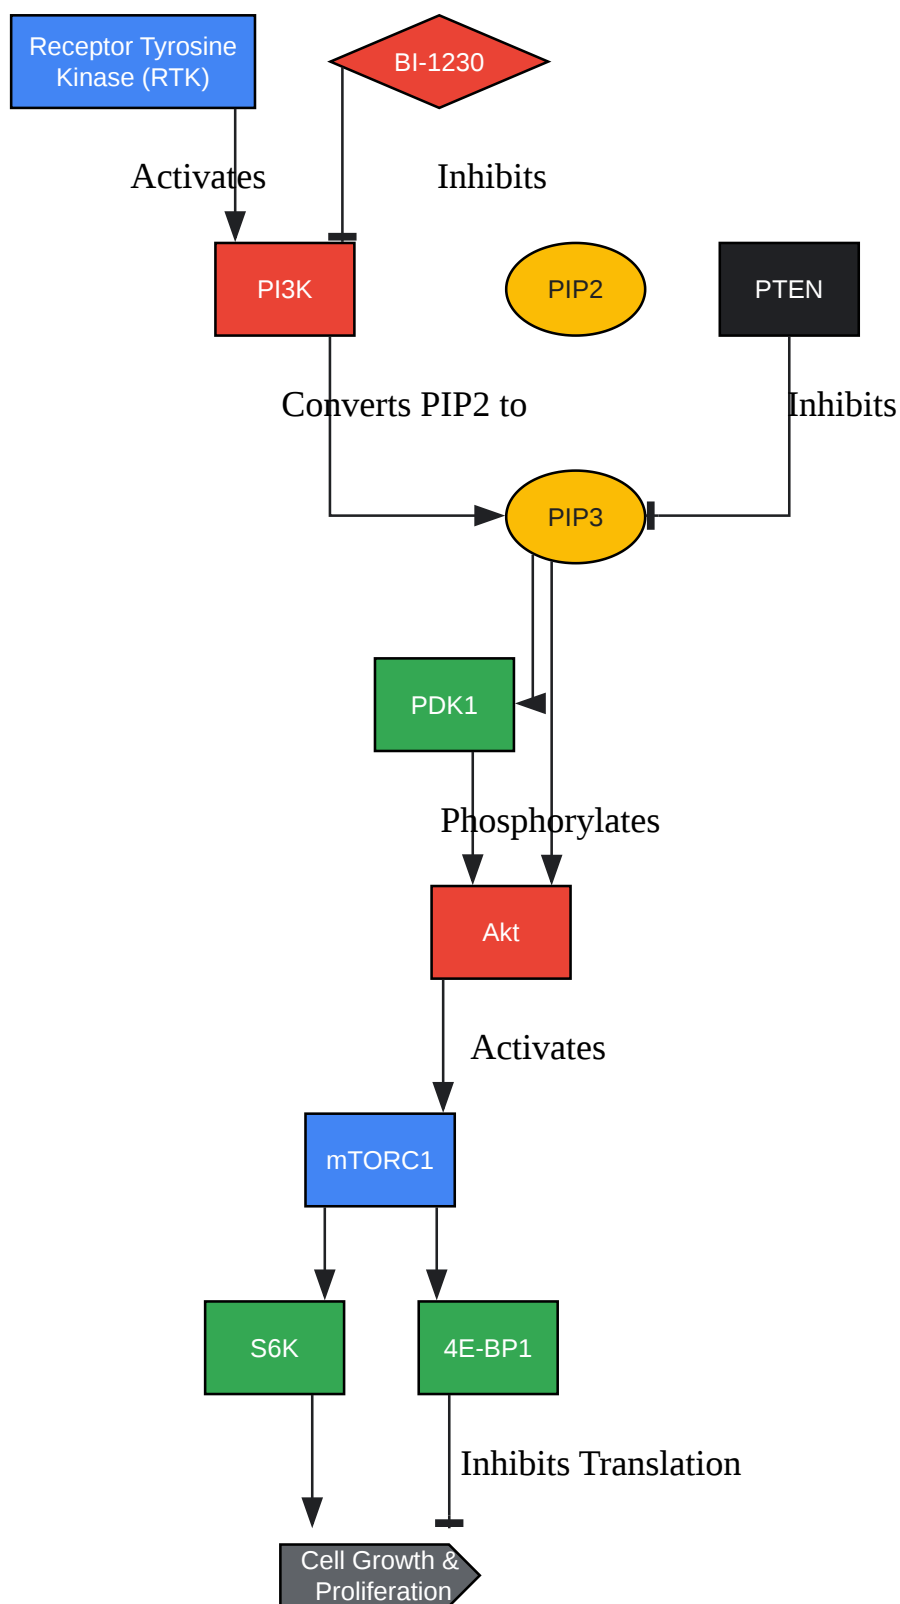 Receptor Tyrosine
Kinase (RTK)
BI-1230
Activates
Inhibits
PI3K
PIP2
PTEN
Converts PIP2 to
Inhibits
PIP3
PDK1
Phosphorylates
Akt
Activates
mTORC1
S6K
4E-BP1
Inhibits Translation
Cell Growth &
Proliferation